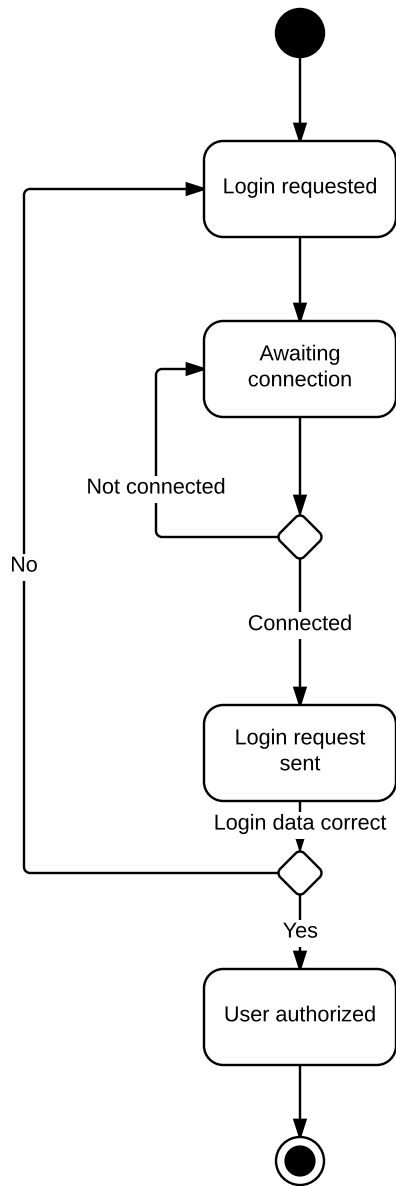 Login requested
Awaiting
connection
Not connected
No
Connected
Login request
sent
Login data correct
Yes
User authorized